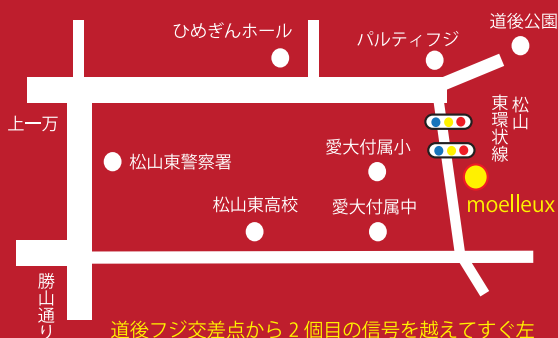 道後公園
ひめぎんホール
パルティフジ
上一万
松山
東環状線
愛大付属小
松山東警察署
moelleux
松山東高校
愛大付属中
勝山通り
道後フジ交差点から2個目の信号を越えてすぐ左